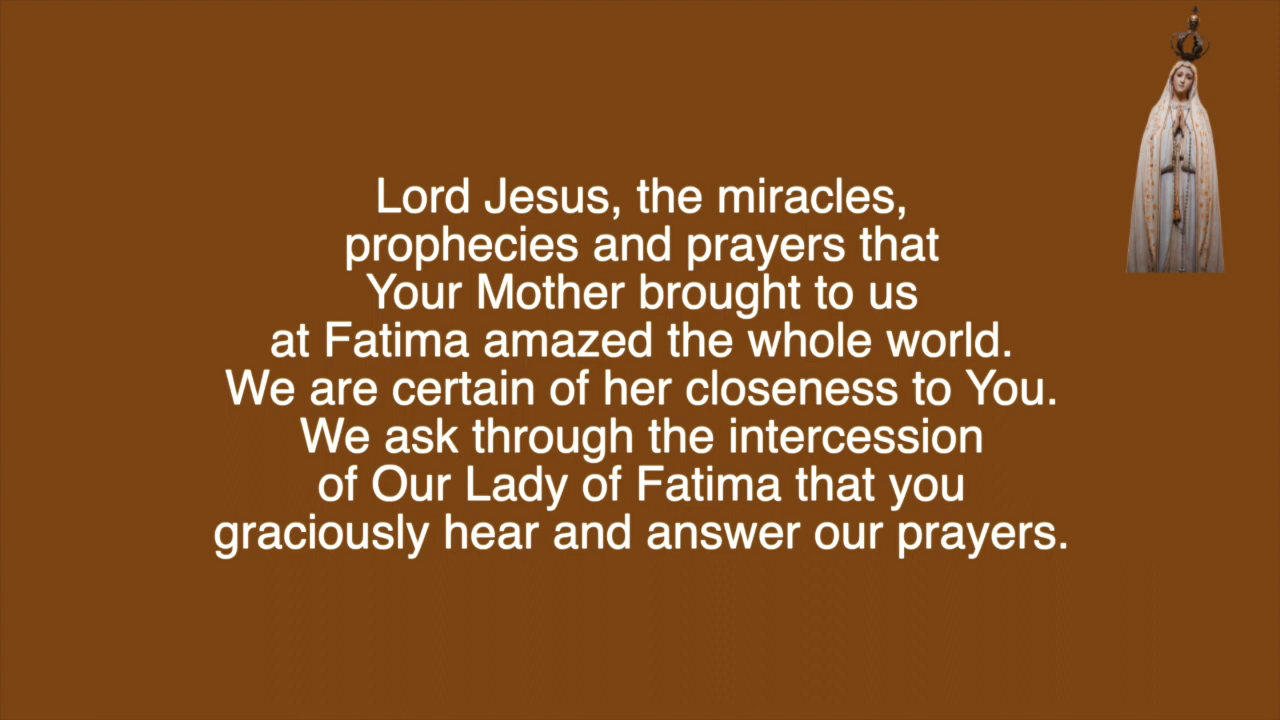 Lord Jesus, the miracles,
prophecies and prayers that
Your Mother brought to us
at Fatima amazed the whole world.
We are certain of her closeness to You.
We ask through the intercession
of Our Lady of Fatima that you
graciously hear and answer our prayers.